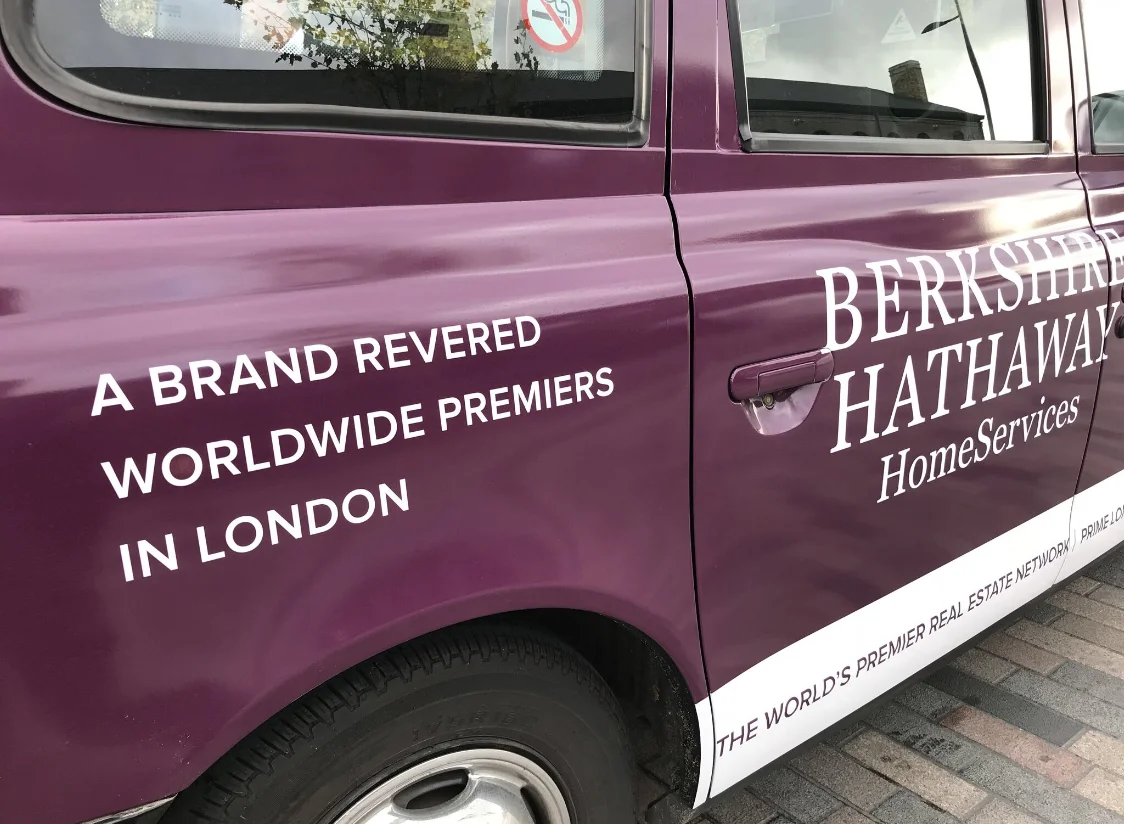 A BRAND REVERED
WORLDWIDE PREMIERS
IN LONDON
BERKSHIRE
HATHAWAY
HomeServices
THE WORLD'S PREMIER REAL ESTATE NETWORK | PRIME